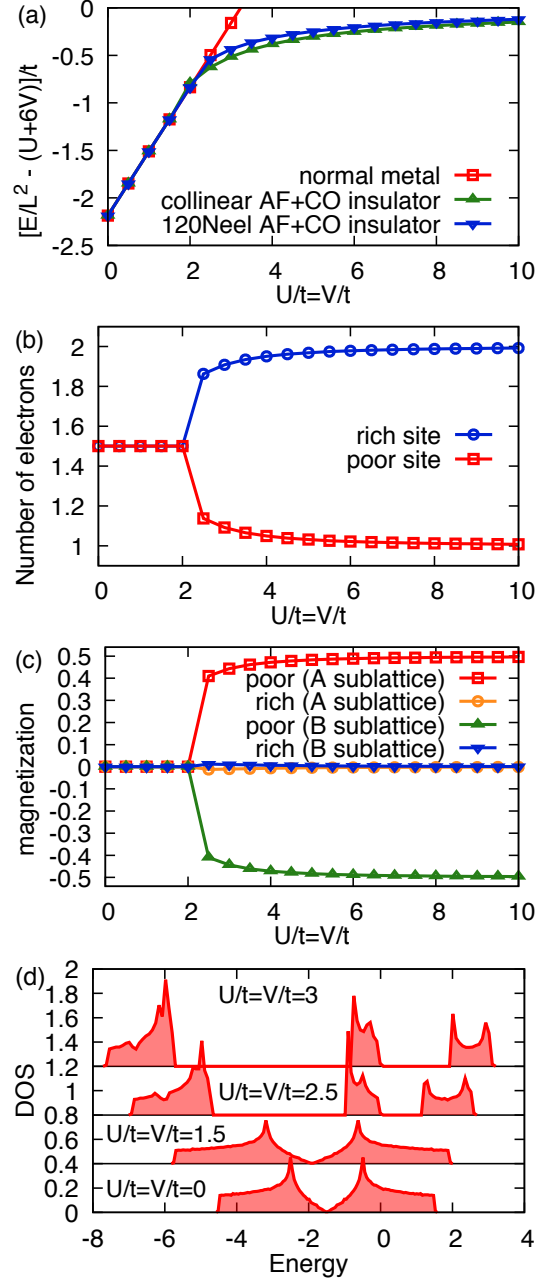 (a)
0
-0.5
-1
-1.5
-2
-2.5
[E/L² - (U+6V)]/t
normal metal
collinear AF+CO insulator
120Neel AF+CO insulator
0 2 4 6 8 10
U/t=V/t
(b)
2
1.8
1.6
1.4
1.2
1
Number of electrons
rich site
poor site
0 2 4 6 8 10
U/t=V/t
(c)
0.5
0.4
0.3
0.2
0.1
0
-0.1
-0.2
-0.3
-0.4
-0.5
magnetization
poor (A sublattice)
rich (A sublattice)
poor (B sublattice)
rich (B sublattice)
0 2 4 6 8 10
U/t=V/t
(d)
2
1.8
1.6
1.4
1.2
1
0.8
0.6
0.4
0.2
0
DOS
U/t=V/t=3
U/t=V/t=2.5
U/t=V/t=1.5
U/t=V/t=0
-8 -6 -4 -2 0 2 4
Energy